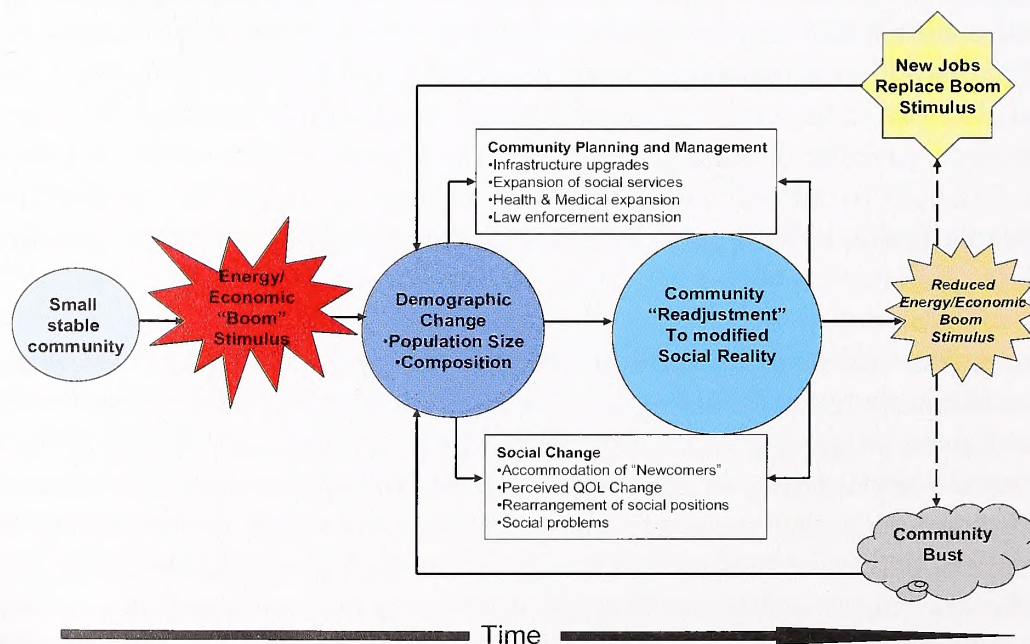 Small
stable
community
Energy/
Economic
“Boom”
Stimulus
Demographic
Change
•Population Size
•Composition
Community Planning and Management
•Infrastructure upgrades
•Expansion of social services
•Health & Medical expansion
•Law enforcement expansion
Community
“Readjustment”
To modified
Social Reality
Social Change
•Accommodation of “Newcomers”
•Perceived QOL Change
•Rearrangement of social positions
•Social problems
New Jobs
Replace Boom
Stimulus
Reduced
Energy/Economic
Boom
Stimulus
Community
Bust
Time